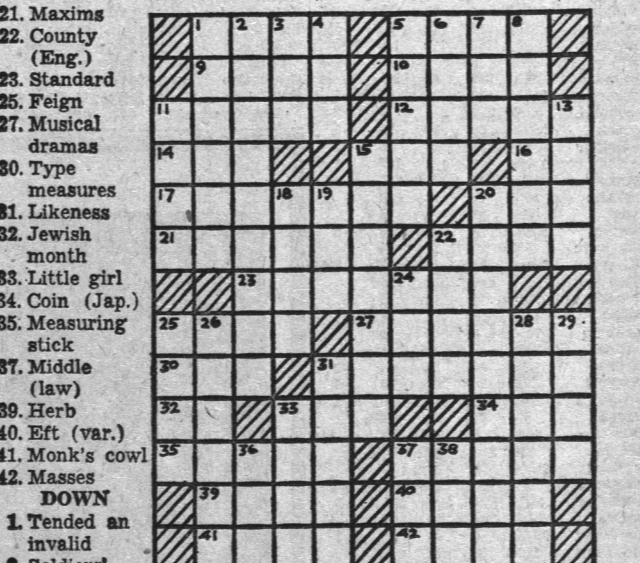 21. Maxims
22. County
(Eng.)
23. Standard
25. Feign
27. Musical
dramas
30. Type
measures
31. Likeness
32. Jewish
month
33. Little girl
34. Coin (Jap.)
35. Measuring
stick
37. Middle
(law)
39. Herb
40. Eft (var.)
41. Monk's cowl
42. Masses
DOWN
1. Tended an
invalid
1 2 3 4 5 6 7 8
9 10
11 12 13
14 15 16
17 18 19 20
21 22
23 24
25 26 27 28 29
30 31
32 33 34
35 36 37 38
39 40
41 42